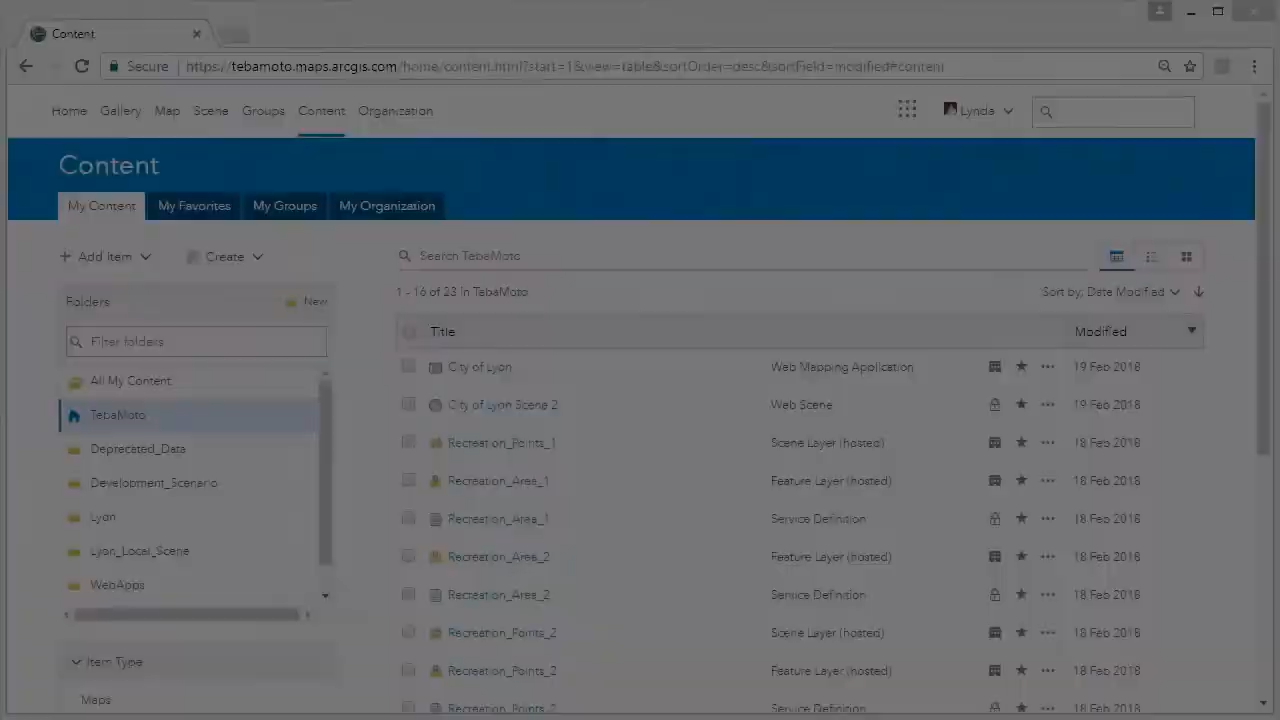 Content
Secure https://tebamoto.maps.arcgis.com/home/content.html?start=1&view=table&sortOrder=desc&sortField=modified#content
Home Gallery Map Scene Groups Content Organization Lynda
Content
My Content My Favorites My Groups My Organization
+ Add Item Create Search TebaMoto
Folders New 1 - 16 of 23 in TebaMoto Sort by: Date Modified
Filter folders Title Modified
All My Content
TebaMoto
Deprecated_Data
Development_Scenario
Lyon
Lyon_Local_Scene
WebApps
Item Type
Maps
City of Lyon Web Mapping Application 19 Feb 2018
City of Lyon Scene 2 Web Scene 19 Feb 2018
Recreation_Points_1 Scene Layer (hosted) 18 Feb 2018
Recreation_Area_1 Feature Layer (hosted) 18 Feb 2018
Recreation_Area_1 Service Definition 18 Feb 2018
Recreation_Area_2 Feature Layer (hosted) 18 Feb 2018
Recreation_Area_2 Service Definition 18 Feb 2018
Recreation_Points_2 Scene Layer (hosted) 18 Feb 2018
Recreation_Points_2 Feature Layer (hosted) 18 Feb 2018
Recreation_Points_2 Service Definition 18 Feb 2018